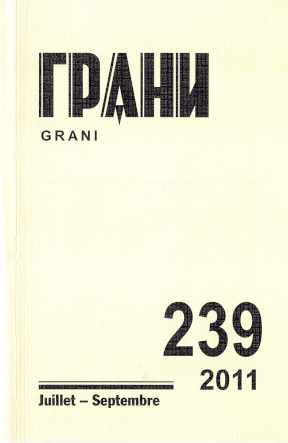 ГРАНИ
GRANI
239
2011
Juillet – Septembre